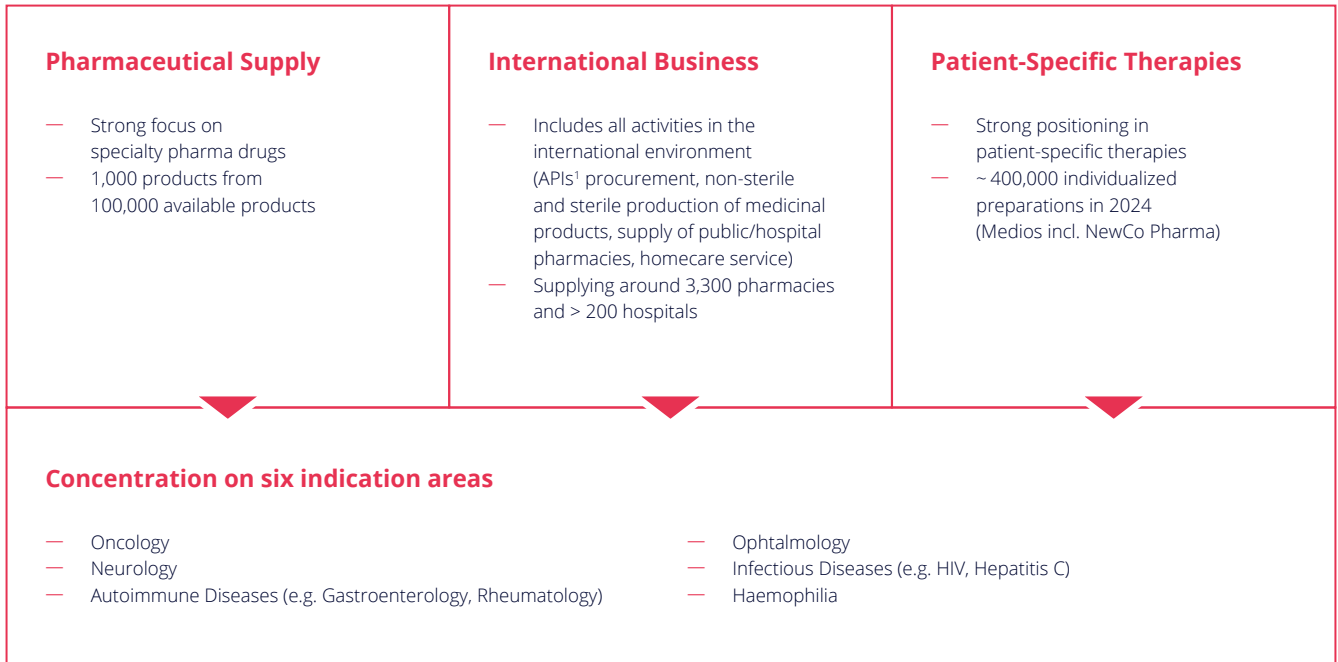 Pharmaceutical Supply
— Strong focus on
specialty pharma drugs
— 1,000 products from
100,000 available products
International Business
— Includes all activities in the
international environment
(APIs¹ procurement, non-sterile
and sterile production of medicinal
products, supply of public/hospital
pharmacies, homecare service)
— Supplying around 3,300 pharmacies
and > 200 hospitals
Patient-Specific Therapies
— Strong positioning in
patient-specific therapies
— ~ 400,000 individualized
preparations in 2024
(Medios incl. NewCo Pharma)
Concentration on six indication areas
— Oncology
— Neurology
— Autoimmune Diseases (e.g. Gastroenterology, Rheumatology)
— Ophtalmology
— Infectious Diseases (e.g. HIV, Hepatitis C)
— Haemophilia